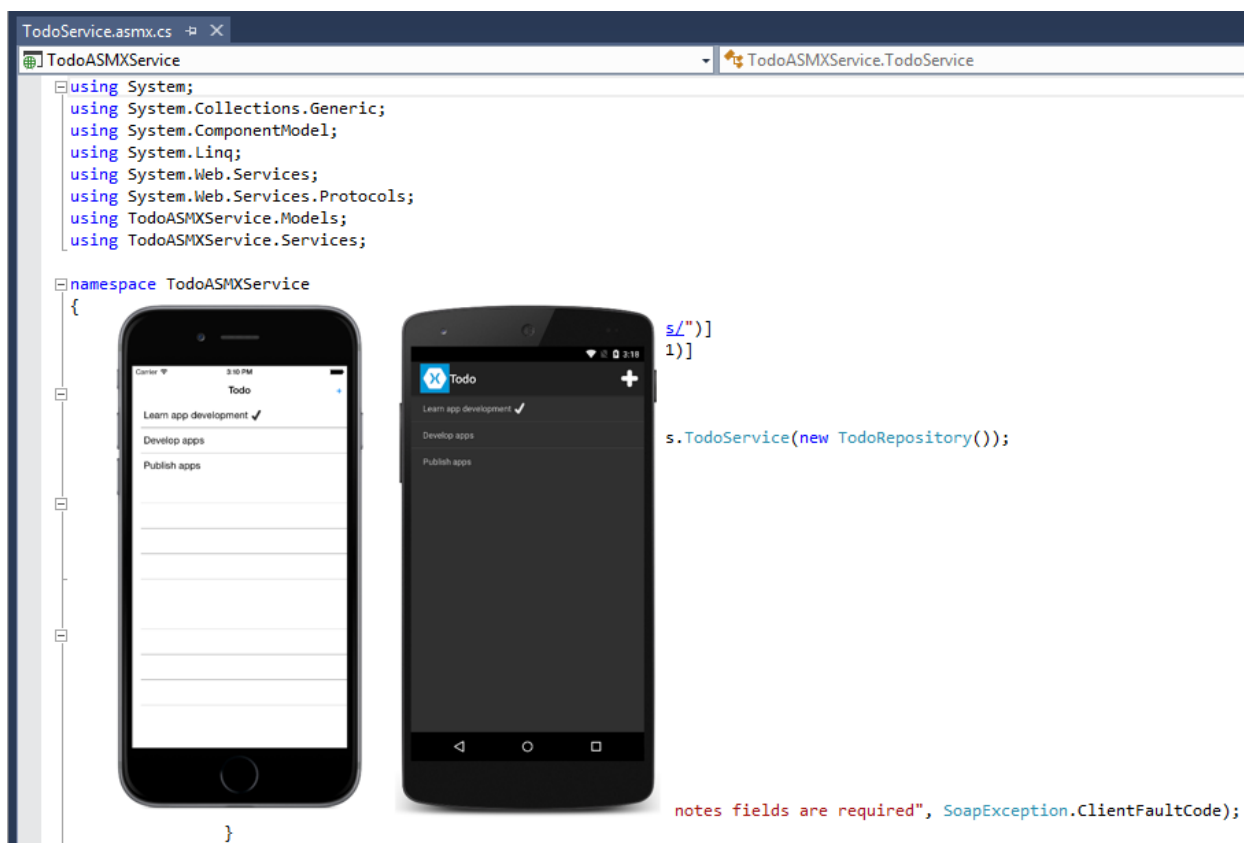 TodoService.asmx.cs
TodoASMXService
TodoASMXService.TodoService
using System;
using System.Collections.Generic;
using System.ComponentModel;
using System.Linq;
using System.Web.Services;
using System.Web.Services.Protocols;
using TodoASMXService.Models;
using TodoASMXService.Services;
namespace TodoASMXService
{
s/")]
1)]
Carrier 3:10 PM
Todo +
Learn app development ✓
Develop apps
Publish apps
3:18
Todo
Learn app development ✓
Develop apps
Publish apps
s.TodoService(new TodoRepository());
notes fields are required", SoapException.ClientFaultCode);
}